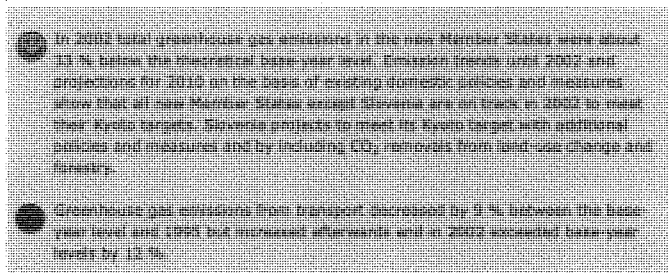 In 2002 total greenhouse gas emissions in the new Member States were about
% below the theoretical base year level. Emission trends until 2002 and
projections for 2010 on the basis of existing domestic policies and measures
show that all new Member States except Slovenia are on track in 2002 to meet
their Kyoto targets. Slovenia projects to meet its Kyoto target with additional
policies and measures and by including CO₂ removals from land-use change and
forestry.
Greenhouse gas emissions from transport decreased by % between the base-
year level and 1995 but increased afterwards and in 2002 exceeded base-year
levels by 12 %.